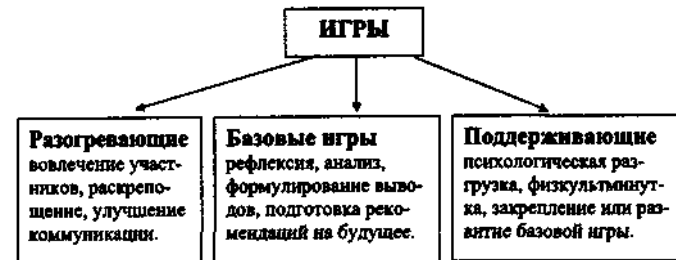 ИГРЫ
Разогревающие
вовлечение участ-
ников, раскрепо-
щение, улучшение
коммуникации.
Базовые игры
рефлексия, анализ,
формулирование выво-
дов, подготовка реко-
мендаций на будущее.
Поддерживающие
психологическая раз-
грузка, физкультминут-
ка, закрепление или раз-
витие базовой игры.